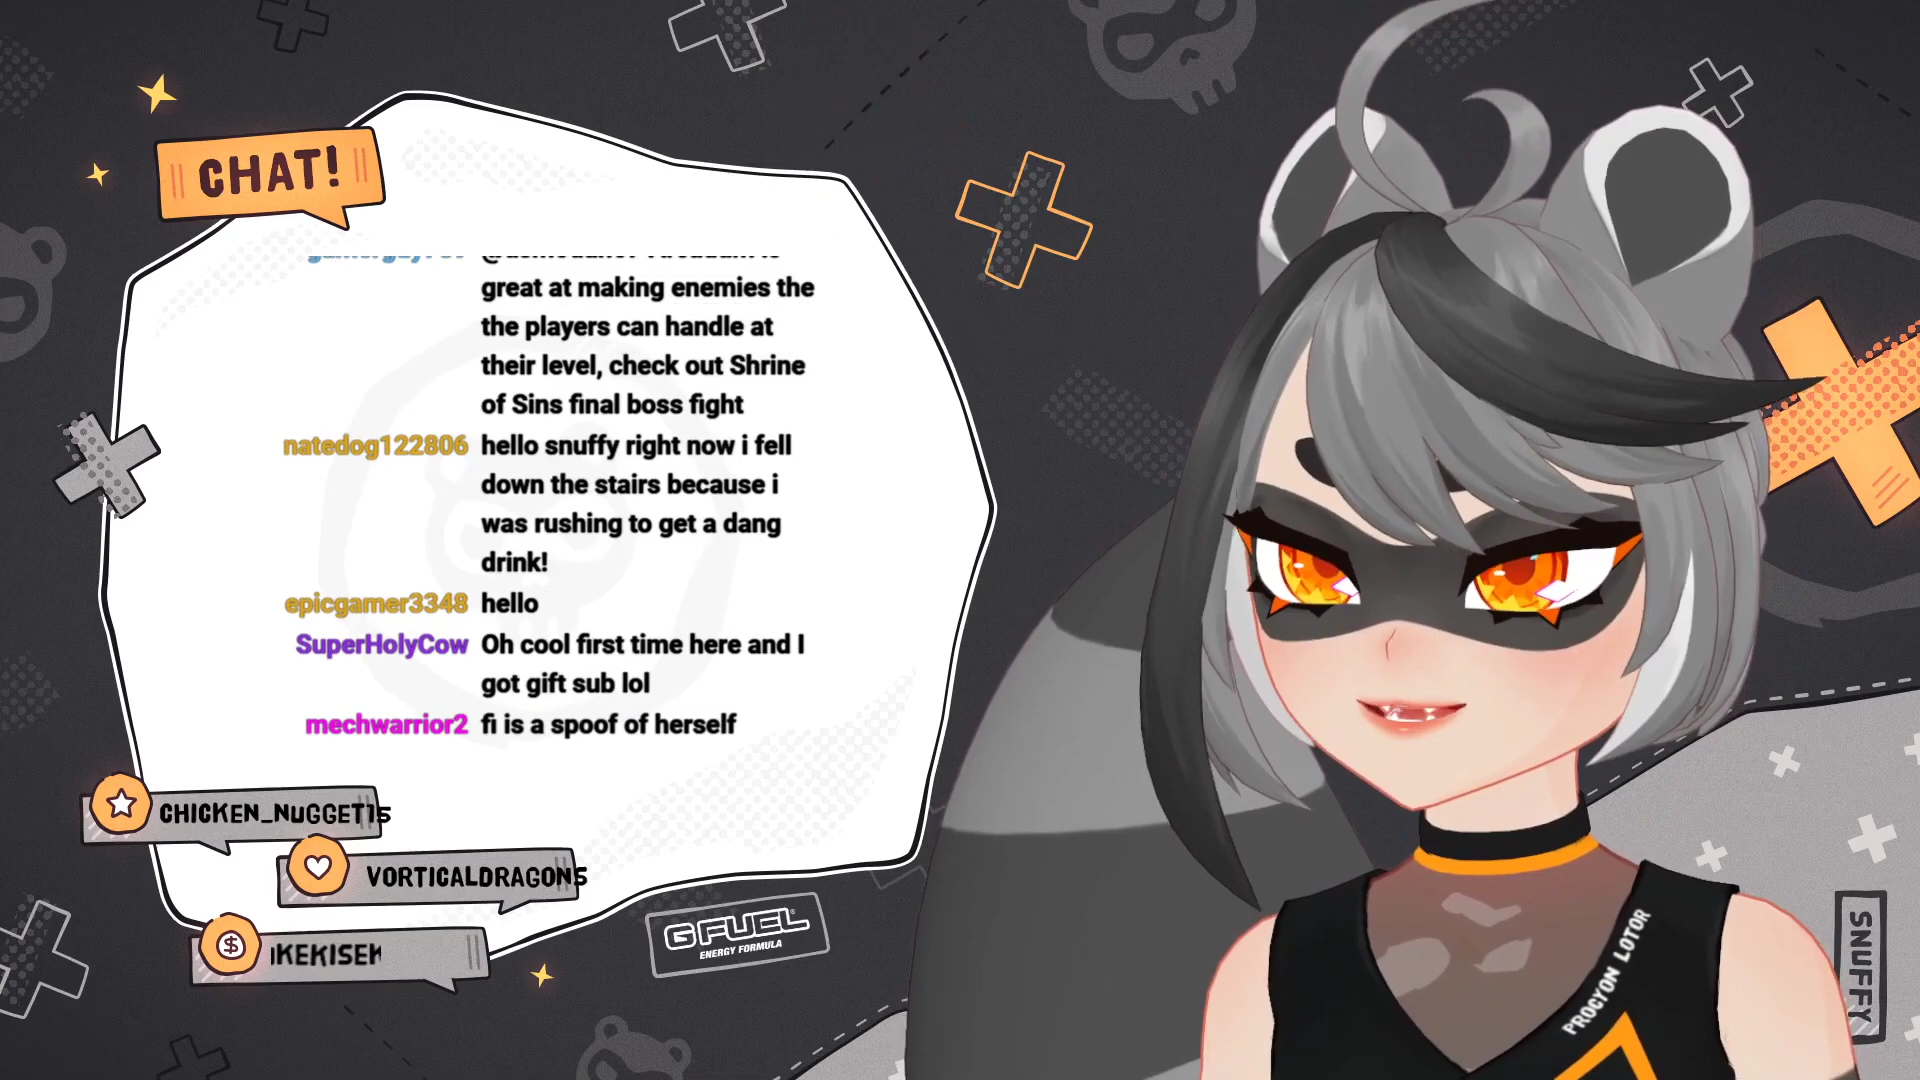 CHAT!
great at making enemies the
the players can handle at
their level, check out Shrine
of Sins final boss fight
natedog122806 hello snuffy right now i fell
down the stairs because i
was rushing to get a dang
drink!
epicgamer3348 hello
SuperHolyCow Oh cool first time here and I
got gift sub lol
mechwarrior2 fi is a spoof of herself
CHICKEN_NUGGET15
VORTICALDRAGONS
G FUEL
ENERGY FORMULA
PROCYON LOTOR
SNUFFY